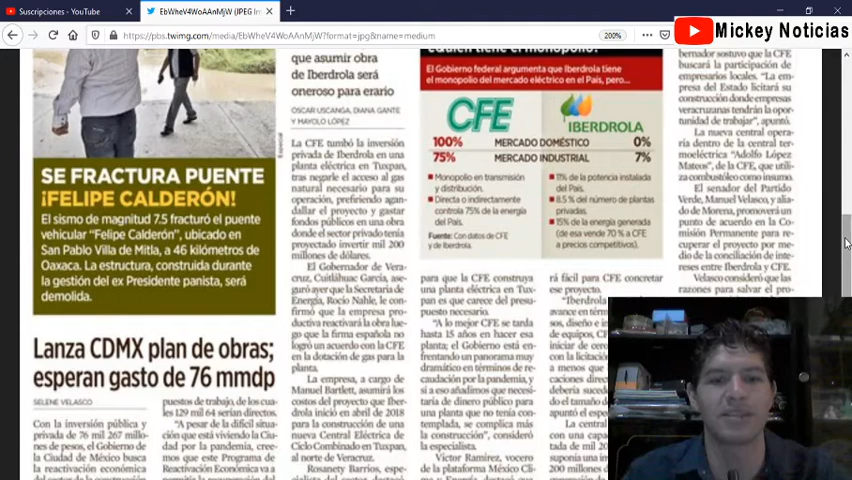 Suscripciones - YouTube
EbWheV4WoAAnMjW (JPEG Im
https://pbs.twimg.com/media/EbWheV4WoAAnMjW?format=jpg&name=medium
200%
Mickey Noticias
SE FRACTURA PUENTE
¡FELIPE CALDERÓN!
El sismo de magnitud 7.5 fracturó el puente
vehicular “Felipe Calderón”, ubicado en
San Pablo Villa de Mitla, a 46 kilómetros de
Oaxaca. La estructura, construida durante
la gestión del ex Presidente panista, será
demolida.
Especial
Lanza CDMX plan de obras;
esperan gasto de 76 mmdp
SELENE VELASCO
Con la inversión pública y
privada de 76 mil 267 millo-
nes de pesos, el Gobierno de
la Ciudad de México busca
la reactivación económica
puestos de trabajo, de los cua-
les 129 mil 64 serían directos.
“A pesar de la difícil situa-
ción que está viviendo la Ciu-
dad por la pandemia, cree-
mos que este Programa de
Reactivación Económica va a
que asumir obra
de Iberdrola será
oneroso para erario
OSCAR USCANGA, DIANA GANTE
Y MAYOLO LÓPEZ
La CFE tumbó la inversión
privada de Iberdrola en una
planta eléctrica en Tuxpan,
tras negarle el acceso al gas
natural necesario para su
operación, prefiriendo agan-
dallar el proyecto y gastar
fondos públicos en una obra
donde el sector privado tenía
proyectado invertir mil 200
millones de dólares.
El Gobernador de Vera-
cruz, Cuitláhuac García, ase-
guró ayer que la Secretaria de
Energía, Rocío Nahle, le con-
firmó que la empresa pro-
ductiva reactivará la obra lue-
go que la firma española no
logró un acuerdo con la CFE
en la dotación de gas para la
planta.
La empresa, a cargo de
Manuel Bartlett, asumirá los
costos del proyecto que Iber-
drola inició en abril de 2018
para la construcción de una
nueva Central Eléctrica de
Ciclo Combinado en Tuxpan,
al norte de Veracruz.
Rosanety Barrios, espe-
¿Quién tiene el monopolio?
El Gobierno federal argumenta que Iberdrola tiene
el monopolio del mercado eléctrico en el País, pero...
CFE
IBERDROLA
100% MERCADO DOMÉSTICO 0%
75% MERCADO INDUSTRIAL 7%
Monopolio en transmisión
y distribución.
Directa o indirectamente
controla 75% de la energía
del País.
Fuente: Con datos de CFE
y de Iberdrola.
11% de la potencia instalada
del País.
8.5 % del número de plantas
privadas.
15% de la energía generada
(de esa vende 70 % a CFE
a precios competitivos).
para que la CFE construya
una planta eléctrica en Tux-
pan es que carece del presu-
puesto necesario.
“A lo mejor CFE se tarda
hasta 15 años en hacer esa
planta; el Gobierno está en-
frentando un panorama muy
dramático en términos de re-
caudación por la pandemia, y
si a eso añadimos que necesi-
ta de dinero público para
una planta que no tenía con-
templada, se complica más
la construcción”, consideró
la especialista.
Víctor Ramírez, vocero
de la plataforma México Cli-
rá fácil para CFE concretar
ese proyecto.
“Iberdrola
avance en térm
sos, diseño e in
de equipos. C
iniciar de cero
con la licitació
a menos que
caciones direc
debería sucede
do el tamaño d
apuntó el espec
La central
con una capa
tada de mil
suponía una in
200 millones
bernador sostuvo que la CFE
buscará la participación de
empresarios locales. “La em-
presa del Estado licitará su
construcción donde empresas
veracruzanas tendrán la opor-
tunidad de trabajar”, apuntó.
La nueva central opera-
ría dentro de la central ter-
moeléctrica “Adolfo López
Mateos”, de la CFE, que utili-
za combustóleo como insumo.
El senador del Partido
Verde, Manuel Velasco, y alia-
do de Morena, promoverá un
punto de acuerdo en la Co-
misión Permanente para re-
cuperar el proyecto por me-
dio de la conciliación de in-
tereses entre Iberdrola y CFE.
Velasco consideró que las
razones para salvar el pro-